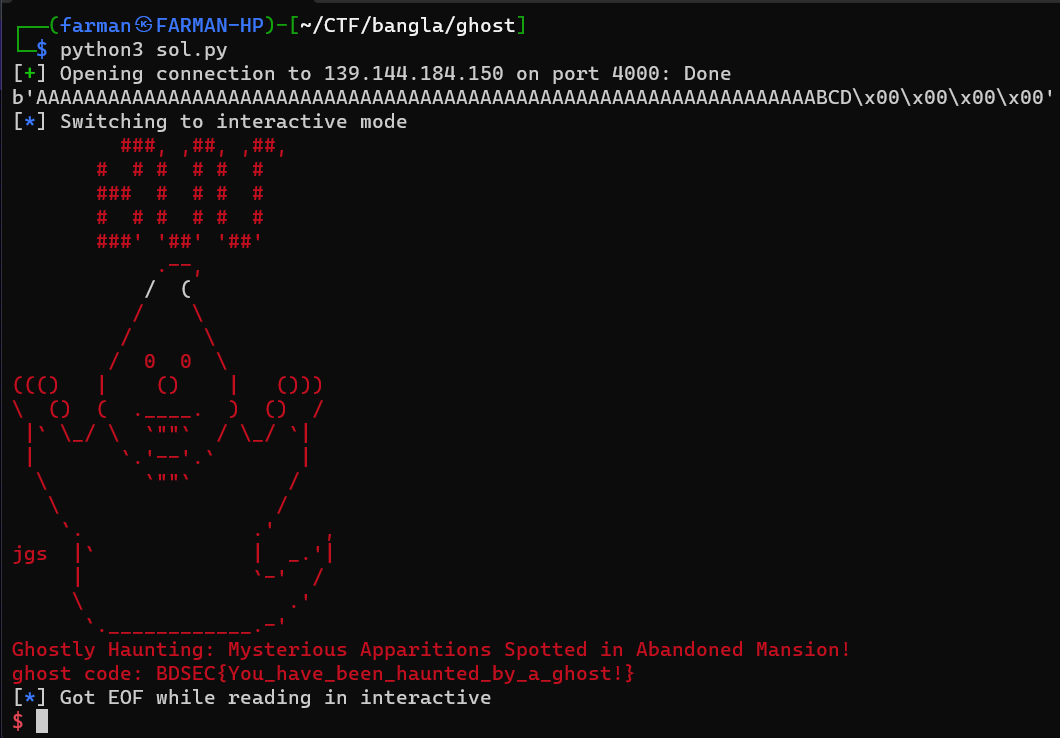 ┌──(farman㉿FARMAN-HP)-[~/CTF/bangla/ghost]
└─$ python3 sol.py
[+] Opening connection to 139.144.184.150 on port 4000: Done
b'AAAAAAAAAAAAAAAAAAAAAAAAAAAAAAAAAAAAAAAAAAAAAAAAAAAAAAAAAAAAAAAAABCD\x00\x00\x00\x00'
[*] Switching to interactive mode
         ###, ,##, ,##,
       #  # #  # #  #
       ###  #  # #  #
       #  # #  # #  #
       ###' '##' '##'
            .--,
           /  (
          /    \
         /      \
        /  0  0  \
((()   |    ()    |   ()))
\  ()  (  .____.  )  ()  /
 |` \_/ \  `""`  / \_/ `|
 |       `.'--'.`       |
  \        `""`        /
   \                  /
    `.              .'    ,
jgs  |`             |  _.'|
     |              `-'  /
     \                 .'
      `.____________.-'
Ghostly Haunting: Mysterious Apparitions Spotted in Abandoned Mansion!
ghost code: BDSEC{You_have_been_haunted_by_a_ghost!}
[*] Got EOF while reading in interactive
$